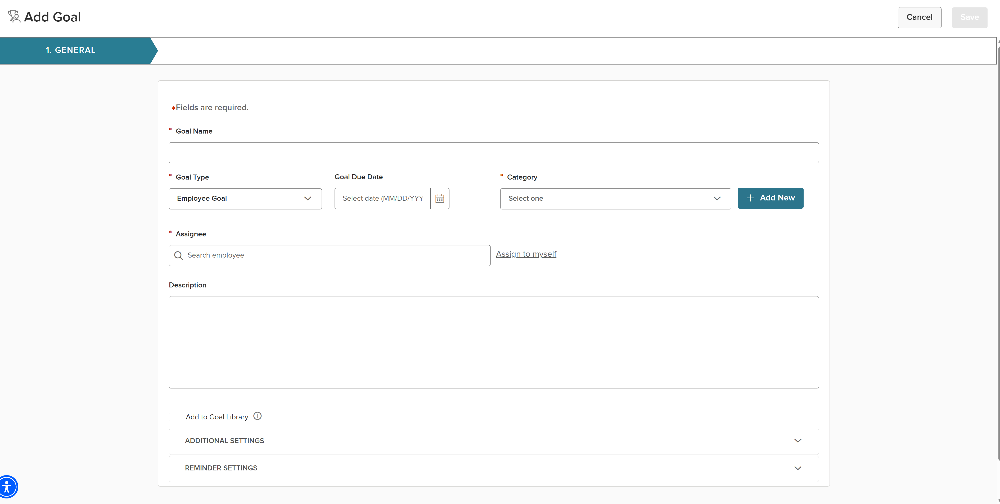 Add Goal
Cancel
Save
1. GENERAL
*Fields are required.
* Goal Name
* Goal Type
Goal Due Date
* Category
Employee Goal
Select date (MM/DD/YYY
Select one
+ Add New
* Assignee
Search employee
Assign to myself
Description
Add to Goal Library
ADDITIONAL SETTINGS
REMINDER SETTINGS